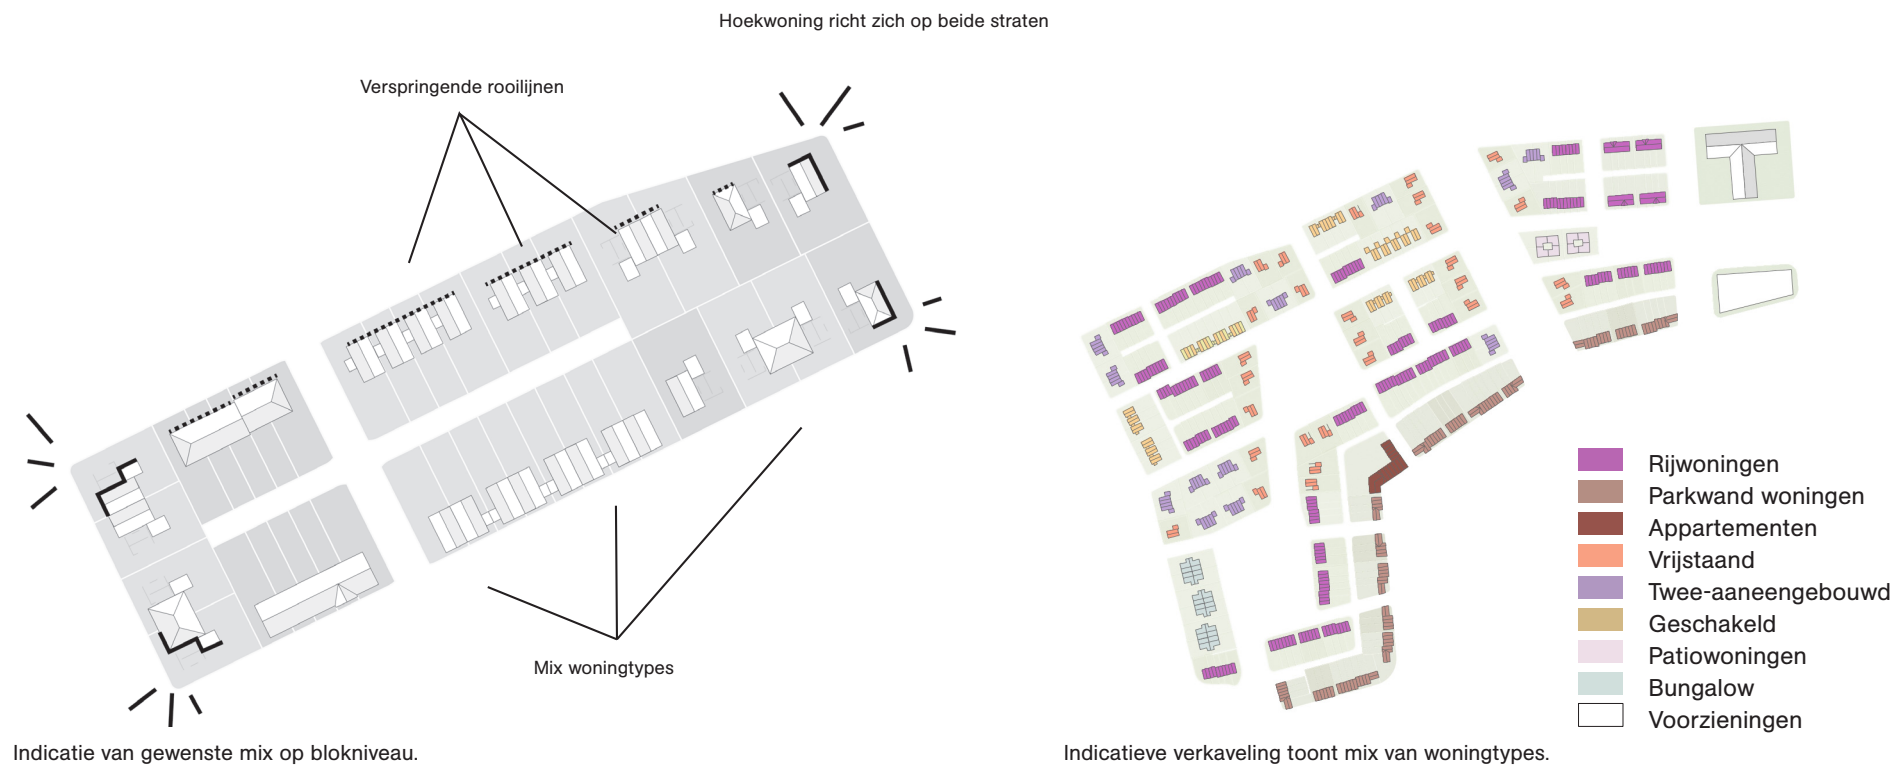 Hoekwoning richt zich op beide straten
Verspringende rooilijnen
Mix woningtypes
Indicatie van gewenste mix op blokniveau.
Rijwoningen
Parkwand woningen
Appartementen
Vrijstaand
Twee-aaneengebouwd
Geschakeld
Patiowoningen
Bungalow
Voorzieningen
Indicatieve verkaveling toont mix van woningtypes.